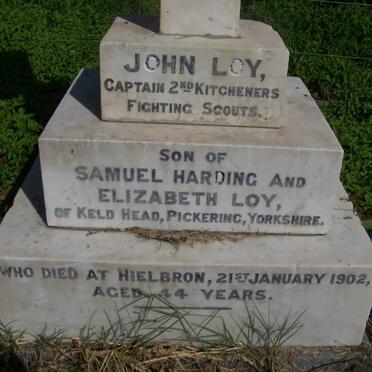 JOHN LOY,
CAPTAIN 2ND KITCHENERS
FIGHTING SCOUTS.
SON OF
SAMUEL HARDING AND
ELIZABETH LOY,
OF KELD HEAD, PICKERING, YORKSHIRE.
WHO DIED AT HIELBRON, 21ST JANUARY 1902,
AGED 44 YEARS.